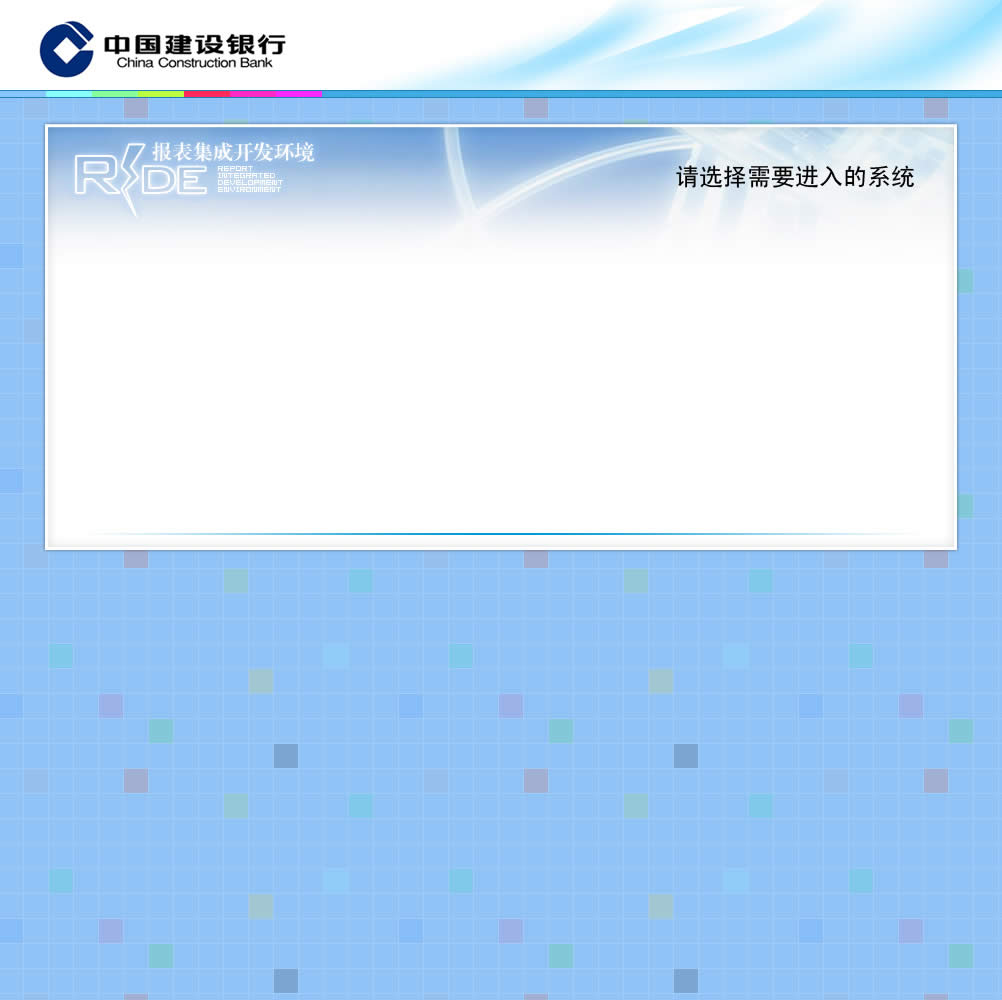 中国建设银行
China Construction Bank
报表集成开发环境
RIDE
REPORT
INTEGRATED
DEVELOPMENT
ENVIRONMENT
请选择需要进入的系统